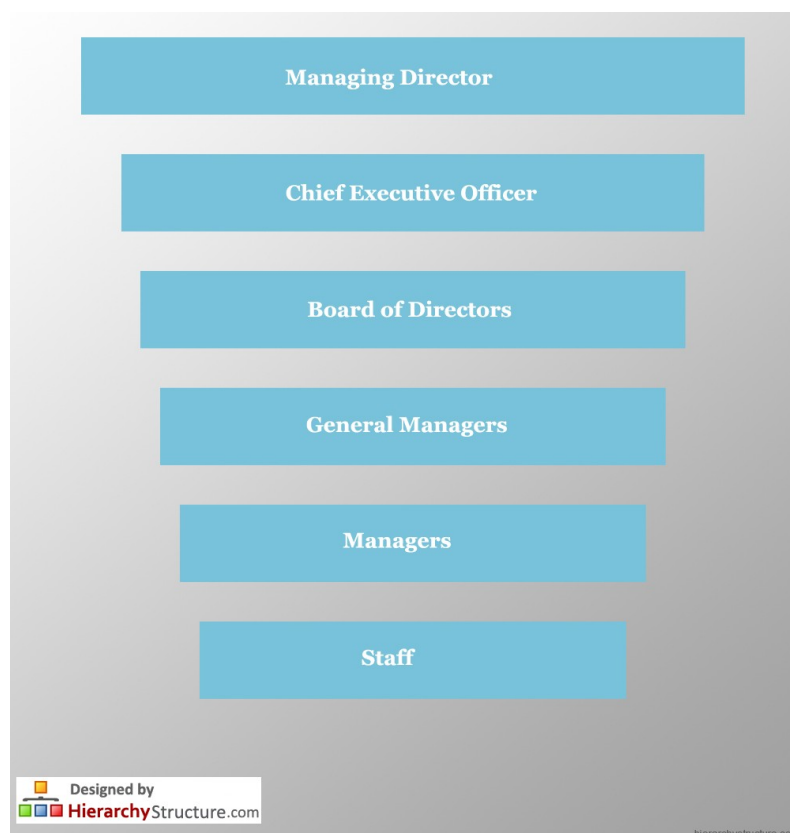 Managing Director
Chief Executive Officer
Board of Directors
General Managers
Managers
Staff
Designed by
HierarchyStructure.com